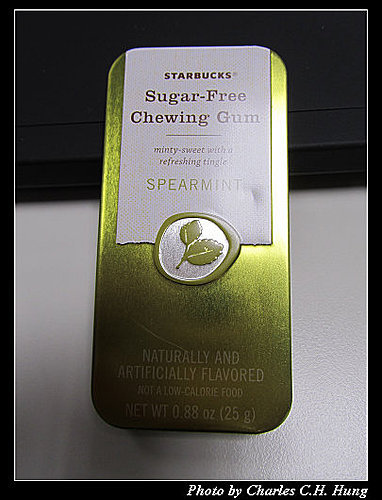 STARBUCKS®
Sugar-Free
Chewing Gum
minty-sweet with a
refreshing tingle
SPEARMINT
NATURALLY AND
ARTIFICIALLY FLAVORED
NOT A LOW-CALORIE FOOD
NET WT 0.88 oz (25 g)
Photo by Charles C.H. Hung